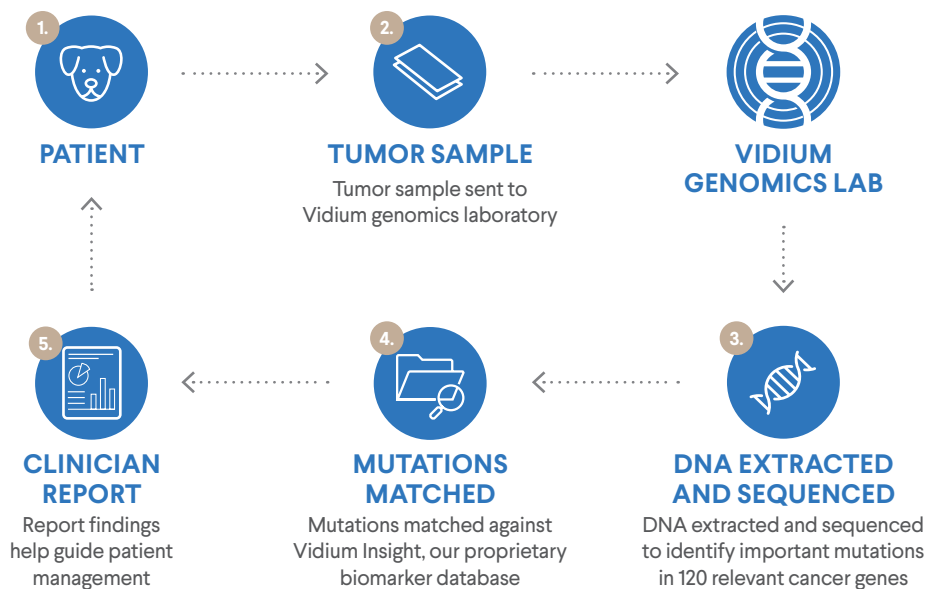 1.
PATIENT
2.
TUMOR SAMPLE
Tumor sample sent to
Vidium genomics laboratory
VIDIUM
GENOMICS LAB
3.
DNA EXTRACTED
AND SEQUENCED
DNA extracted and sequenced
to identify important mutations
in 120 relevant cancer genes
4.
MUTATIONS
MATCHED
Mutations matched against
Vidium Insight, our proprietary
biomarker database
5.
CLINICIAN
REPORT
Report findings
help guide patient
management